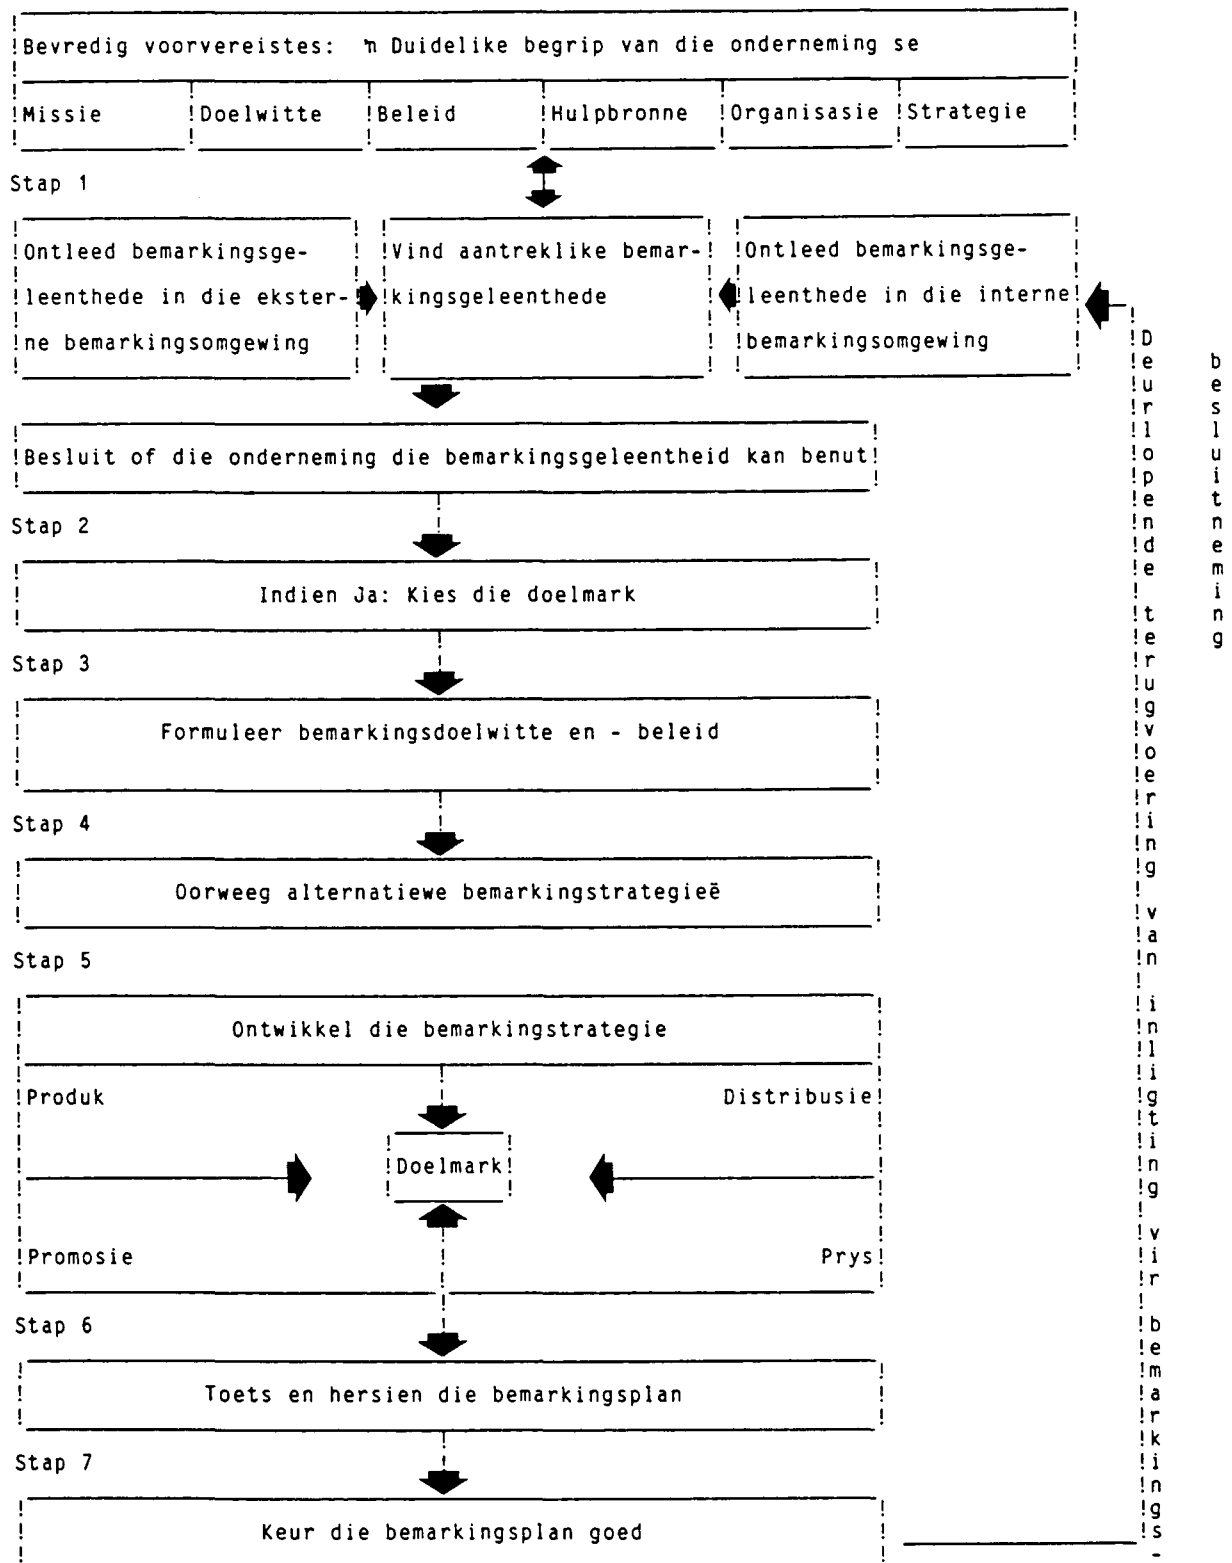 Bevredig voorvereistes: 'n Duidelike begrip van die onderneming se
Missie
Doelwitte
Beleid
Hulpbronne
Organisasie
Strategie
Stap 1
Ontleed bemarkingsge-
leenthede in die ekster-
ne bemarkingsomgewing
Vind aantreklike bemar-
kingsgeleenthede
Ontleed bemarkingsge-
leenthede in die interne
bemarkingsomgewing
Besluit of die onderneming die bemarkingsgeleentheid kan benut
Stap 2
Indien Ja: Kies die doelmark
Stap 3
Formuleer bemarkingsdoelwitte en - beleid
Stap 4
Oorweeg alternatiewe bemarkingstrategieë
Stap 5
Ontwikkel die bemarkingstrategie
Produk
Distribusie
Doelmark
Promosie
Prys
Stap 6
Toets en hersien die bemarkingsplan
Stap 7
Keur die bemarkingsplan goed
Deurlopende terugvoering van inligting vir bemarkings-
besluitneming